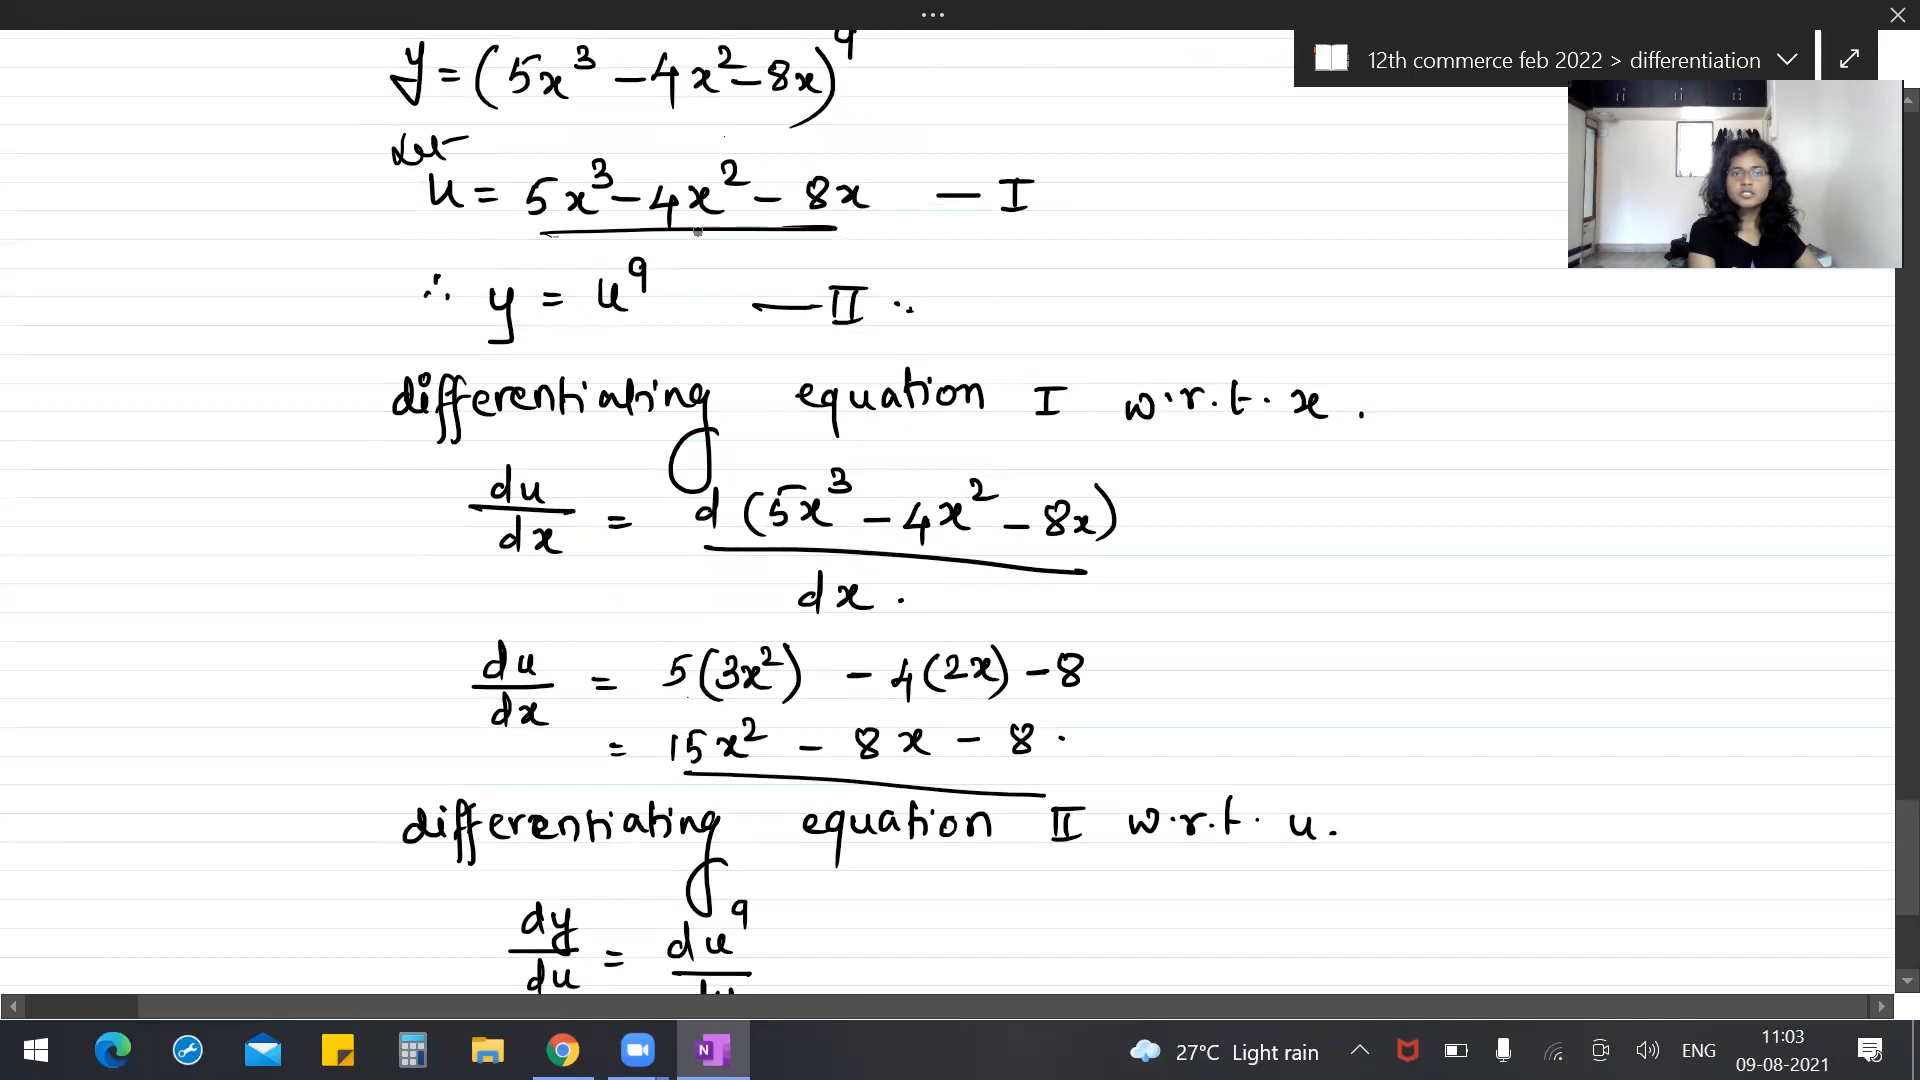 12th commerce feb 2022 > differentiation
y = (5x³ - 4x² - 8x)⁹
Let
u = 5x³ - 4x² - 8x — I
∴ y = u⁹ — II
differentiating equation I w.r.t. x.
du/dx = d(5x³ - 4x² - 8x)/dx.
du/dx = 5(3x²) - 4(2x) - 8
= 15x² - 8x - 8.
differentiating equation II w.r.t. u.
dy/du = du⁹/du
N
27°C Light rain
ENG
11:03
09-08-2021